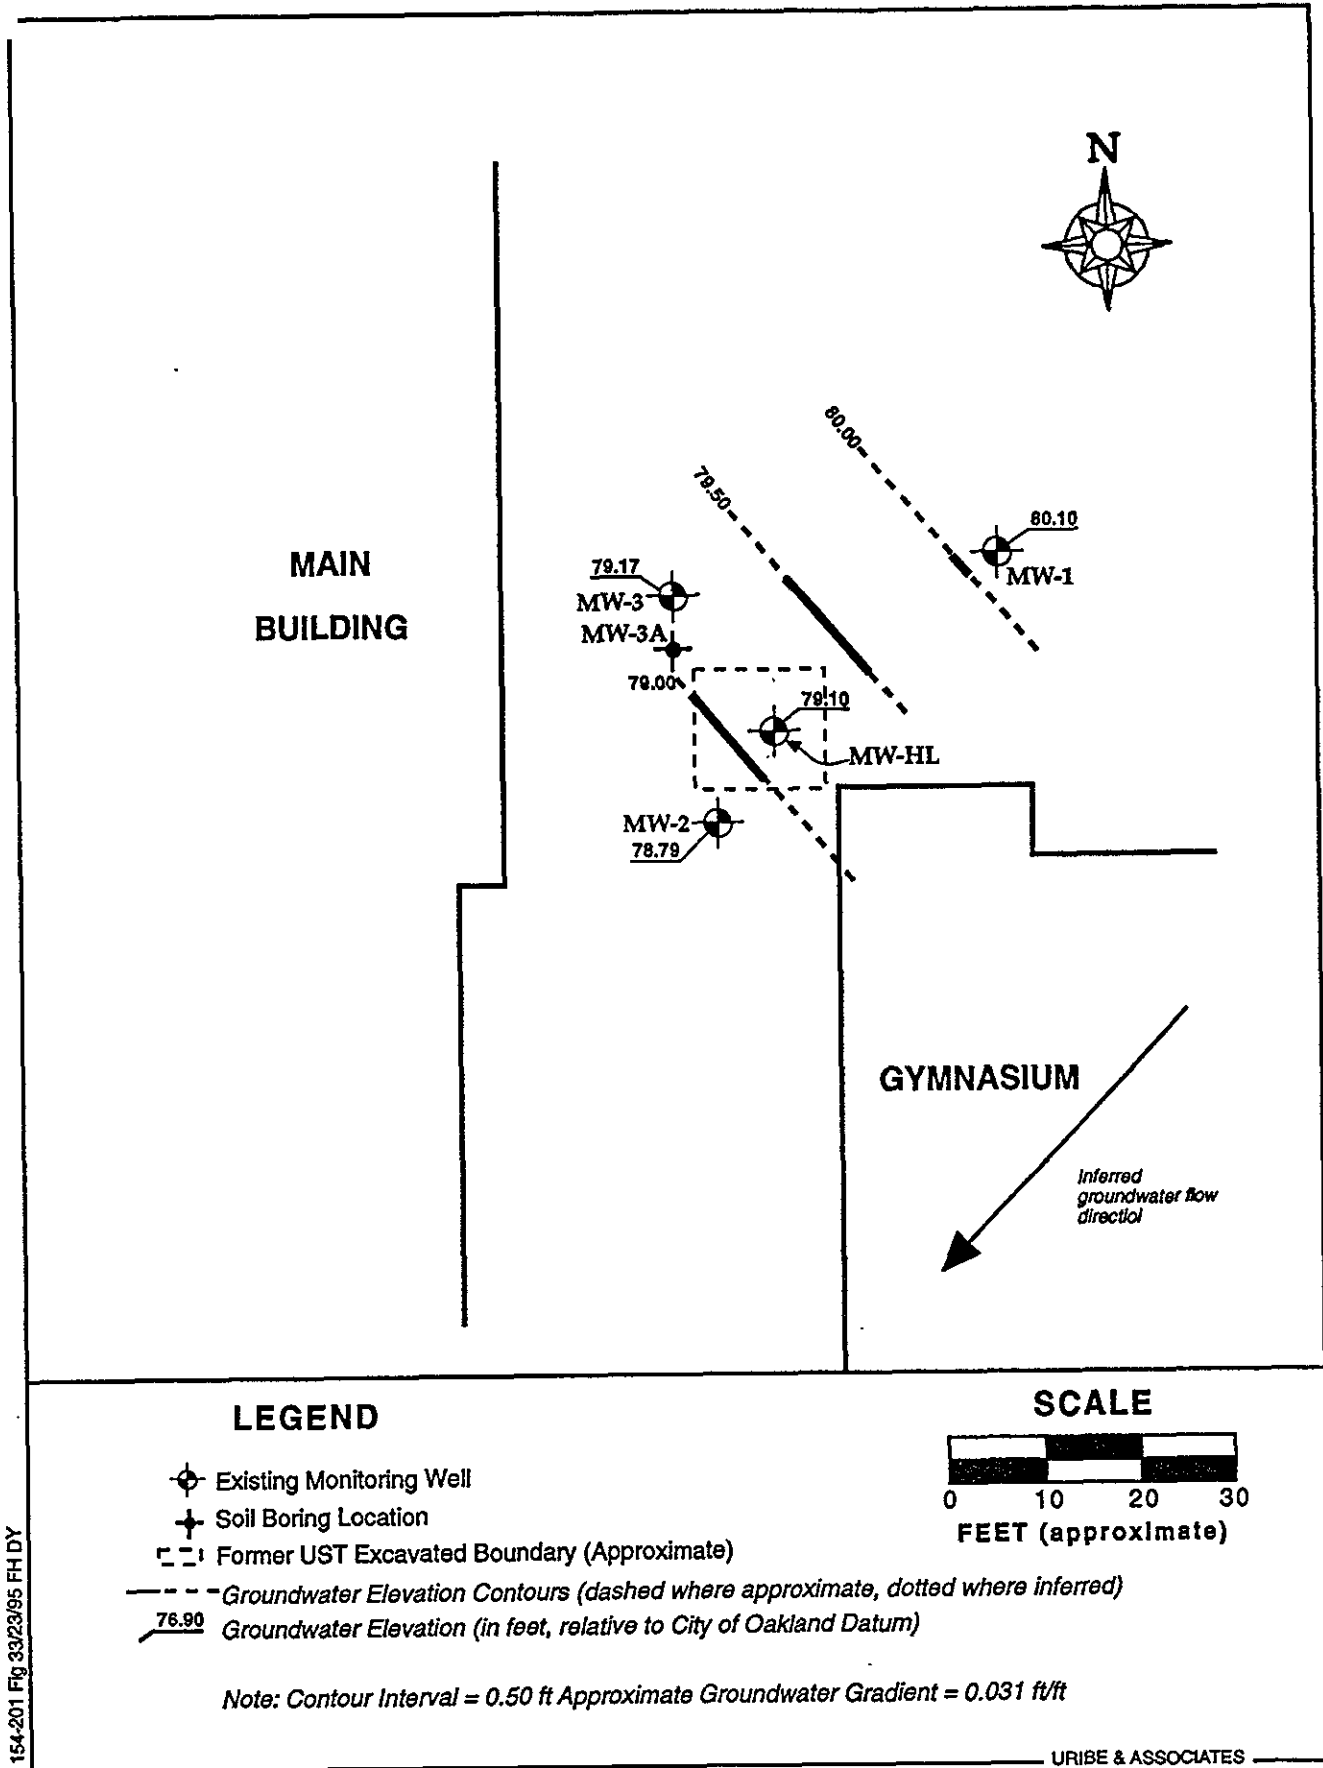 N
80.00
79.50
80.10
MW-1
79.17
MW-3
MW-3A
79.00
79.10
MW-HL
MW-2
78.79
MAIN
BUILDING
GYMNASIUM
Inferred
groundwater flow
directiol
LEGEND
Existing Monitoring Well
Soil Boring Location
Former UST Excavated Boundary (Approximate)
Groundwater Elevation Contours (dashed where approximate, dotted where inferred)
76.90 Groundwater Elevation (in feet, relative to City of Oakland Datum)
SCALE
0 10 20 30
FEET (approximate)
Note: Contour Interval = 0.50 ft Approximate Groundwater Gradient = 0.031 ft/ft
154-201 Fig 33/23/95 FH DY
URIBE & ASSOCIATES